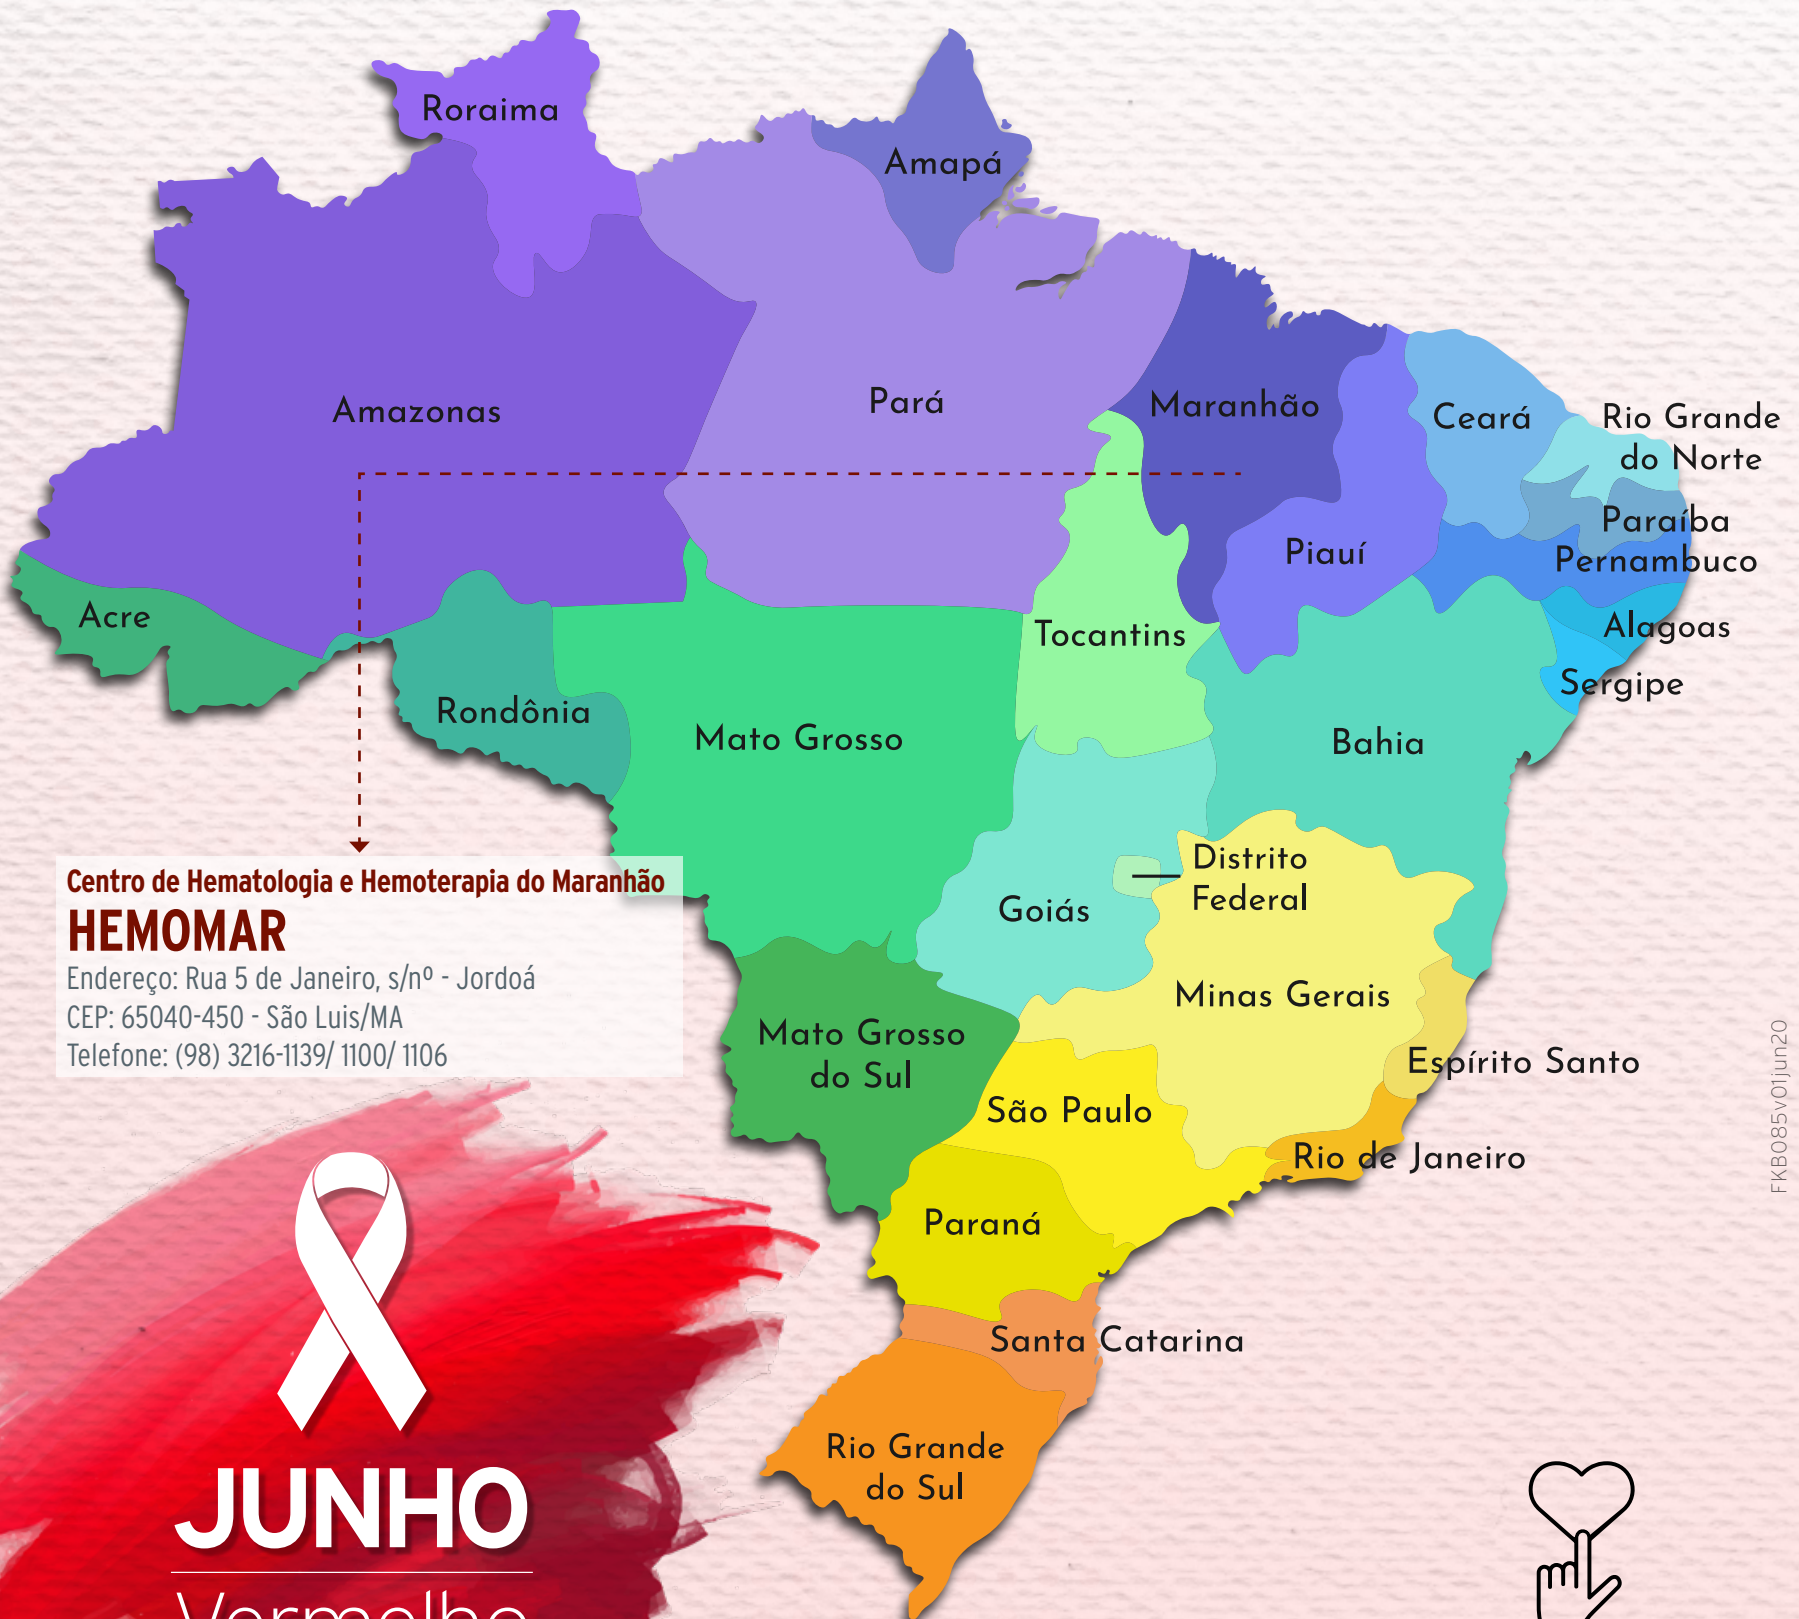 Roraima
Amapá
Amazonas
Pará
Maranhão
Ceará
Rio Grande
do Norte
Paraíba
Piauí
Pernambuco
Acre
Tocantins
Alagoas
Sergipe
Rondônia
Mato Grosso
Bahia
Distrito
Federal
Goiás
Centro de Hematologia e Hemoterapia do Maranhão
HEMOMAR
Endereço: Rua 5 de Janeiro, s/nº - Jordoá
CEP: 65040-450 - São Luis/MA
Telefone: (98) 3216-1139/ 1100/ 1106
Minas Gerais
Mato Grosso
do Sul
Espírito Santo
São Paulo
Rio de Janeiro
Paraná
Santa Catarina
Rio Grande
do Sul
FKB085v01jun20
JUNHO
Vermelho